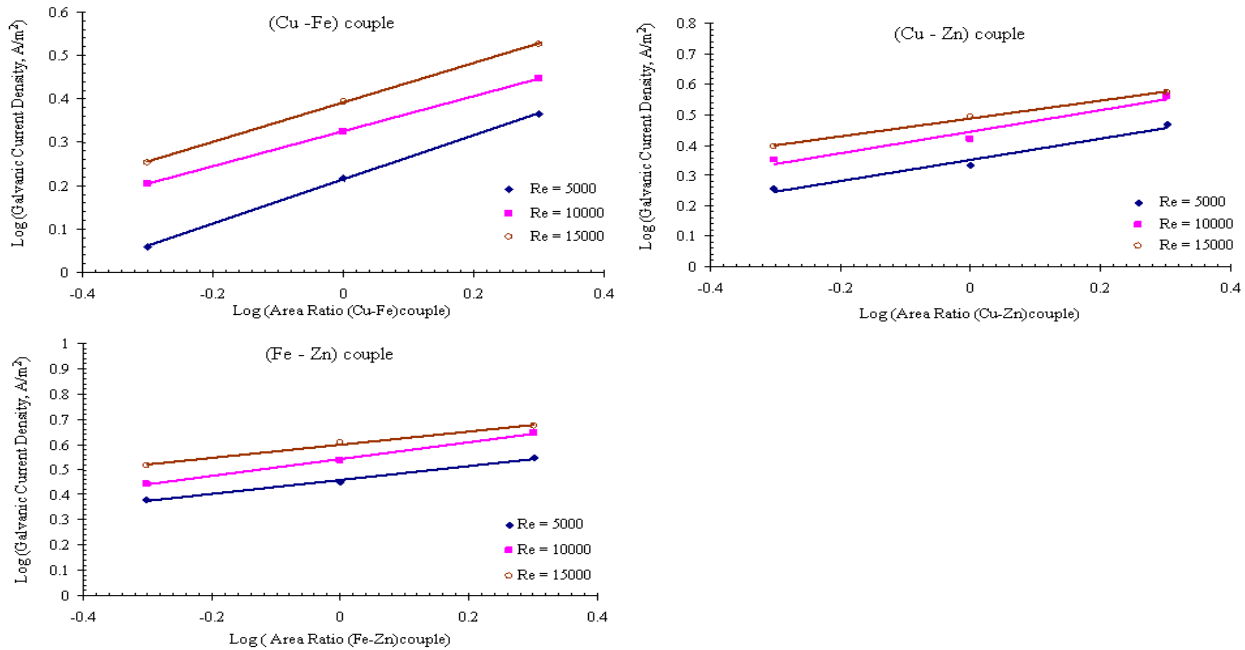 (Cu -Fe) couple
Log (Galvanic Current Density, A/m²)
0.6
0.5
0.4
0.3
0.2
0.1
0
-0.4
-0.2
0
0.2
0.4
Re = 5000
Re = 10000
Re = 15000
Log (Area Ratio (Cu-Fe)couple)
(Cu - Zn) couple
Log (Galvanic Current Density, A/m²)
0.8
0.7
0.6
0.5
0.4
0.3
0.2
0.1
0
-0.4
-0.2
0
0.2
0.4
Re = 5000
Re = 10000
Re = 15000
Log (Area Ratio (Cu-Zn)couple)
(Fe - Zn) couple
Log (Galvanic Current Density, A/m²)
1
0.9
0.8
0.7
0.6
0.5
0.4
0.3
0.2
0.1
0
-0.4
-0.2
0
0.2
0.4
Re = 5000
Re = 10000
Re = 15000
Log ( Area Ratio (Fe-Zn)couple)